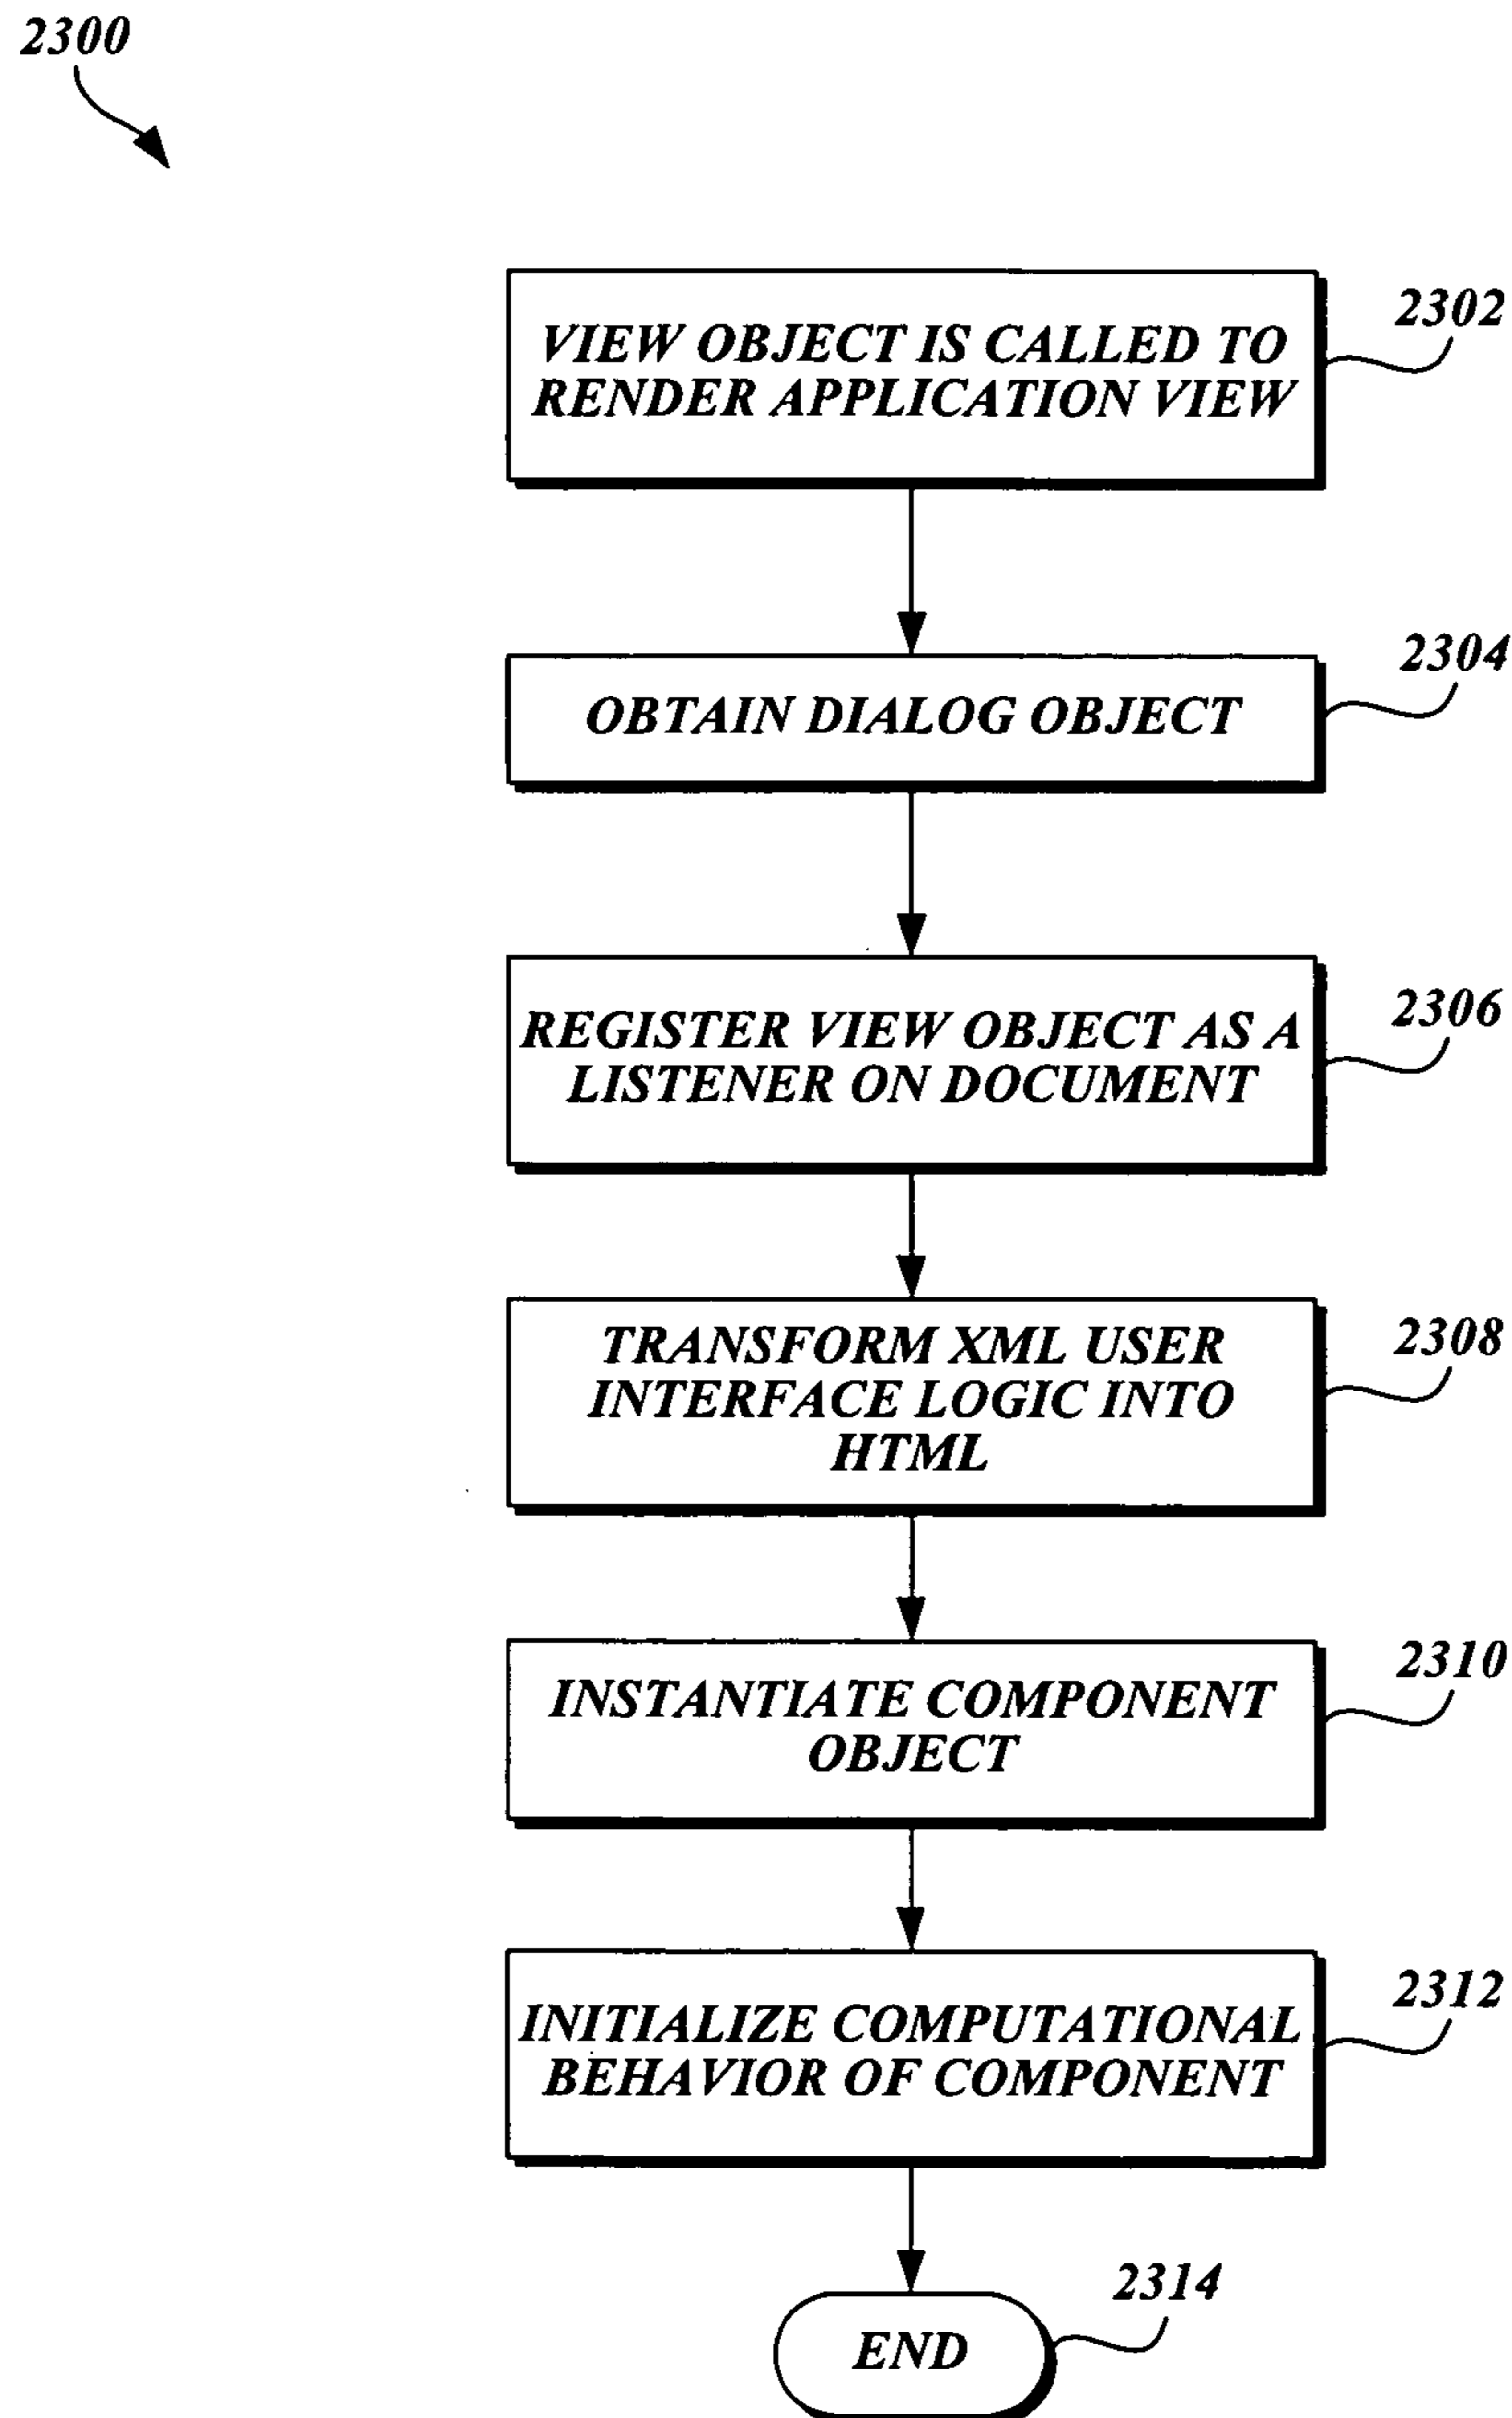 2300
VIEW OBJECT IS CALLED TO
RENDER APPLICATION VIEW
2302
OBTAIN DIALOG OBJECT
2304
REGISTER VIEW OBJECT AS A
LISTENER ON DOCUMENT
2306
TRANSFORM XML USER
INTERFACE LOGIC INTO
HTML
2308
INSTANTIATE COMPONENT
OBJECT
2310
INITIALIZE COMPUTATIONAL
BEHAVIOR OF COMPONENT
2312
END
2314